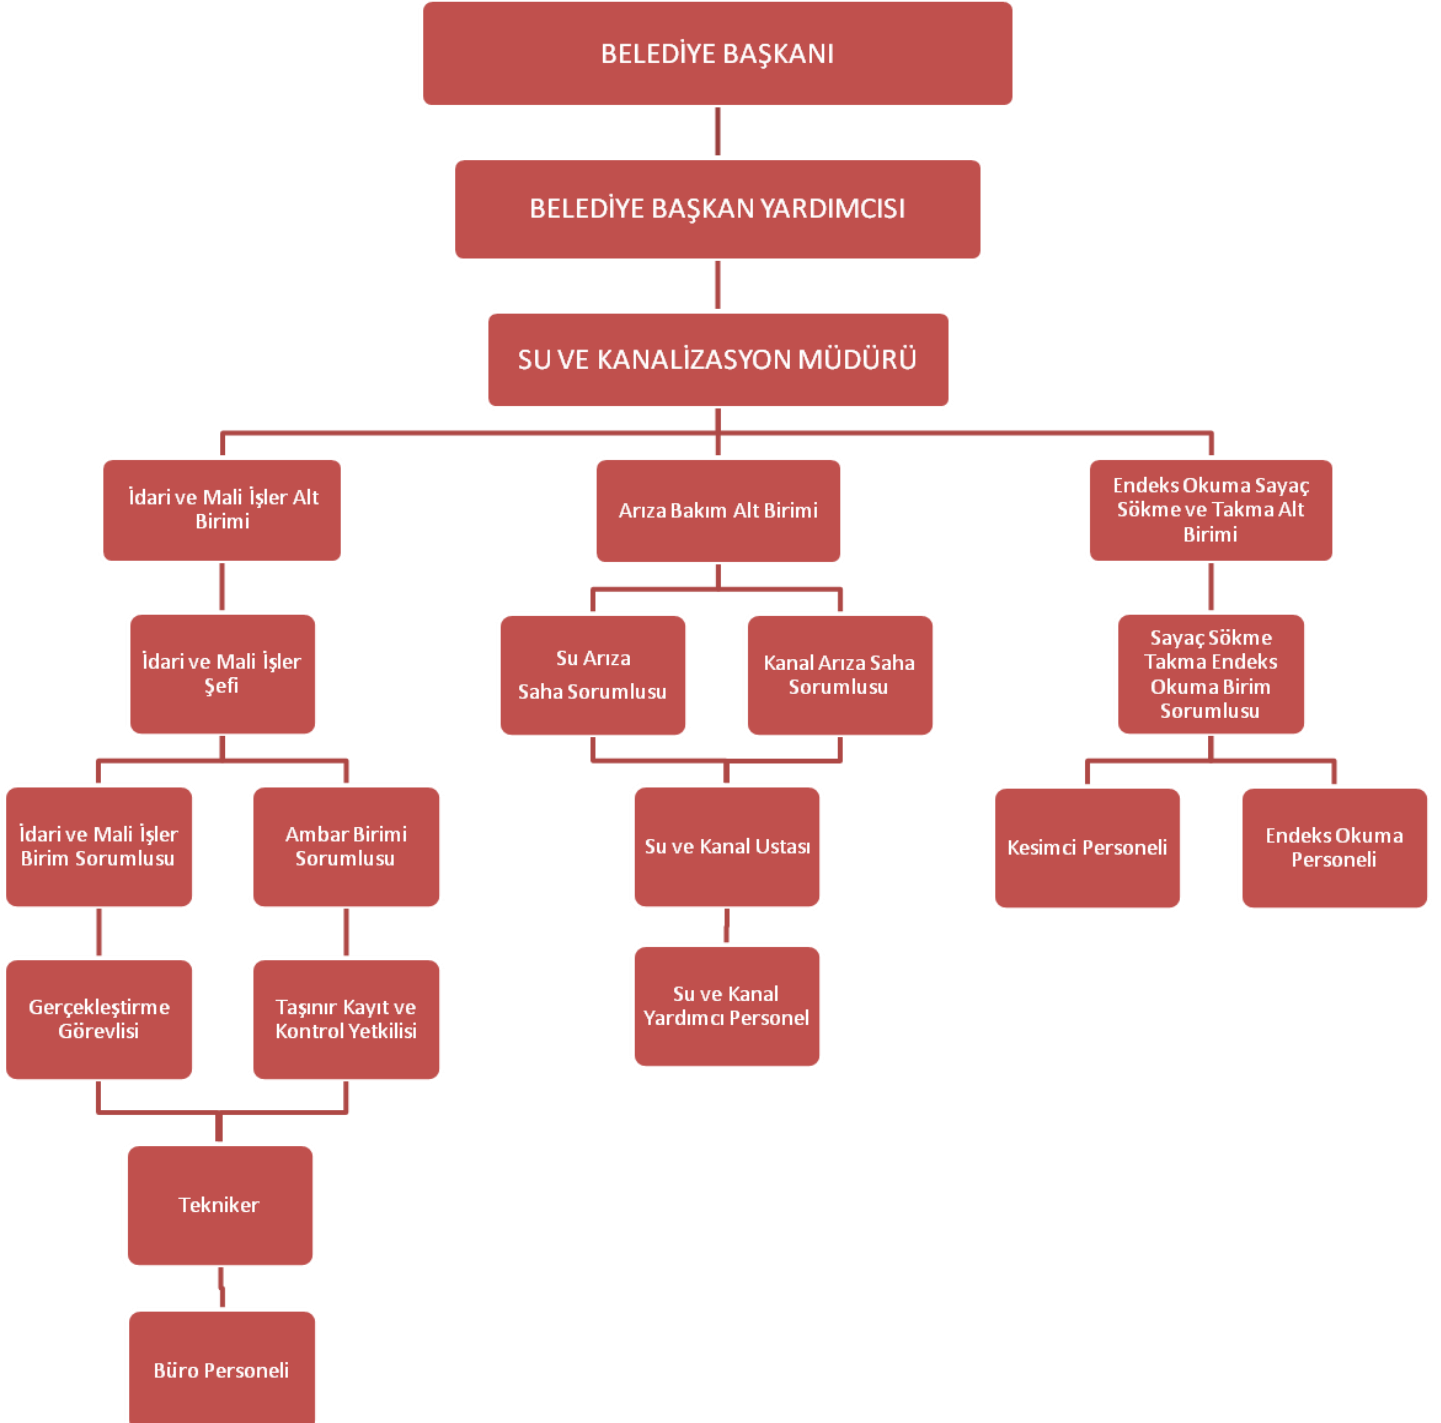 BELEDİYE BAŞKANI
BELEDİYE BAŞKAN YARDIMCISI
SU VE KANALİZASYON MÜDÜRÜ
İdari ve Mali İşler Alt
Birimi
Arıza Bakım Alt Birimi
Endeks Okuma Sayaç
Sökme ve Takma Alt
Birimi
İdari ve Mali İşler
Şefi
Su Arıza
Saha Sorumlusu
Kanal Arıza Saha
Sorumlusu
Sayaç Sökme
Takma Endeks
Okuma Birim
Sorumlusu
İdari ve Mali İşler
Birim Sorumlusu
Ambar Birimi
Sorumlusu
Su ve Kanal Ustası
Kesimci Personeli
Endeks Okuma
Personeli
Gerçekleştirme
Görevlisi
Taşınır Kayıt ve
Kontrol Yetkilisi
Su ve Kanal
Yardımcı Personel
Tekniker
Büro Personeli